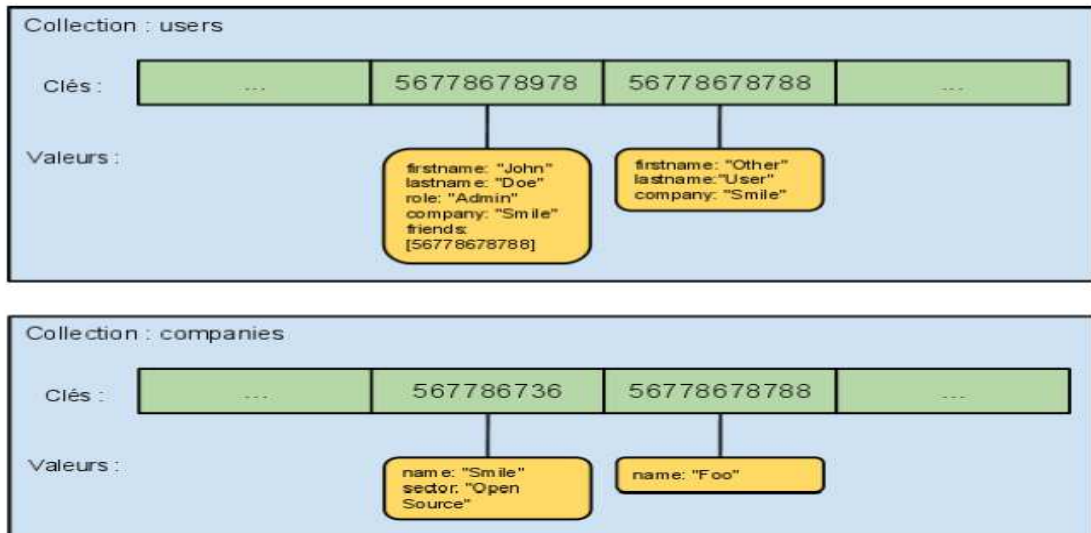 Collection : users
Clés : ... 56778678978 56778678788 ...
Valeurs :
firstname: "John"
lastname: "Doe"
role: "Admin"
company: "Smile"
friends:
[56778678788]
firstname: "Other"
lastname:"User"
company: "Smile"
Collection : companies
Clés : ... 567786736 56778678788 ...
Valeurs :
name: "Smile"
sector: "Open
Source"
name: "Foo"